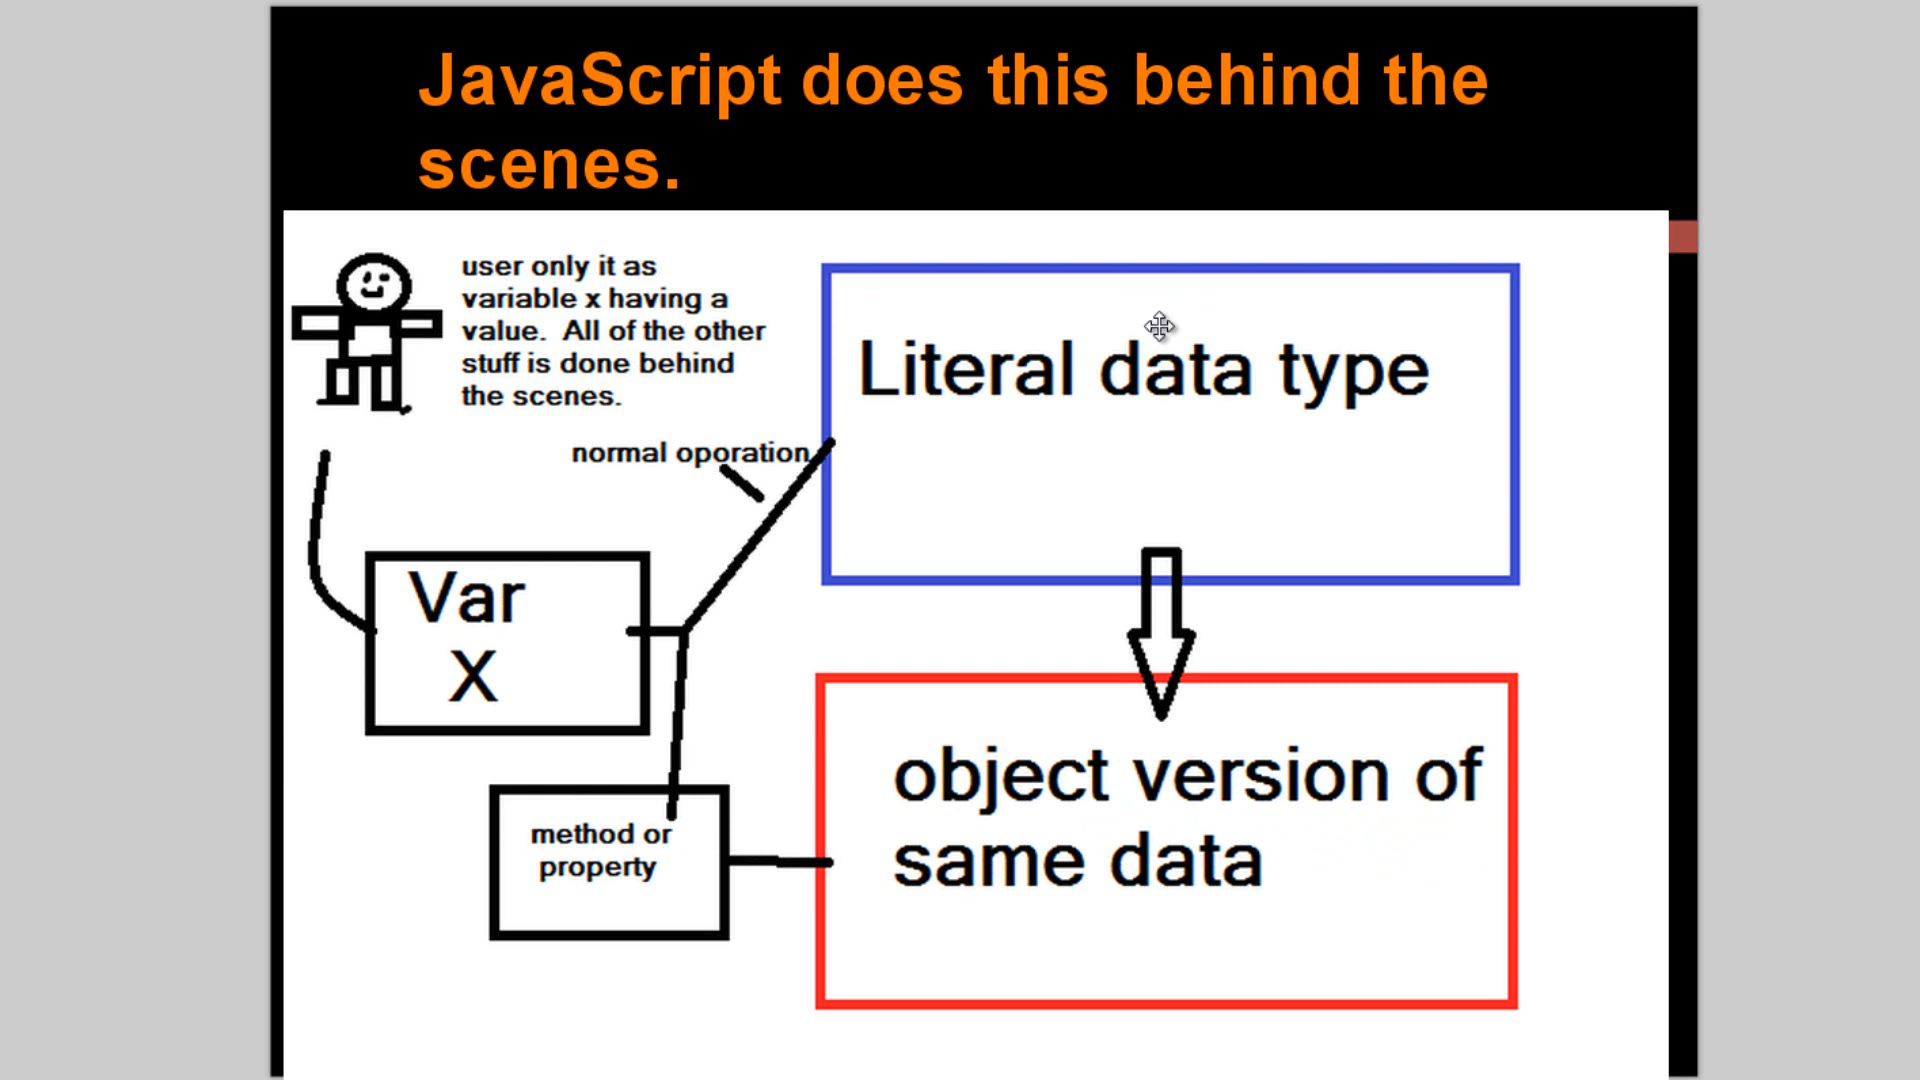 JavaScript does this behind the
scenes.
user only it as
variable x having a
value. All of the other
stuff is done behind
the scenes.
normal oporation
Literal data type
Var
X
method or
property
object version of
same data